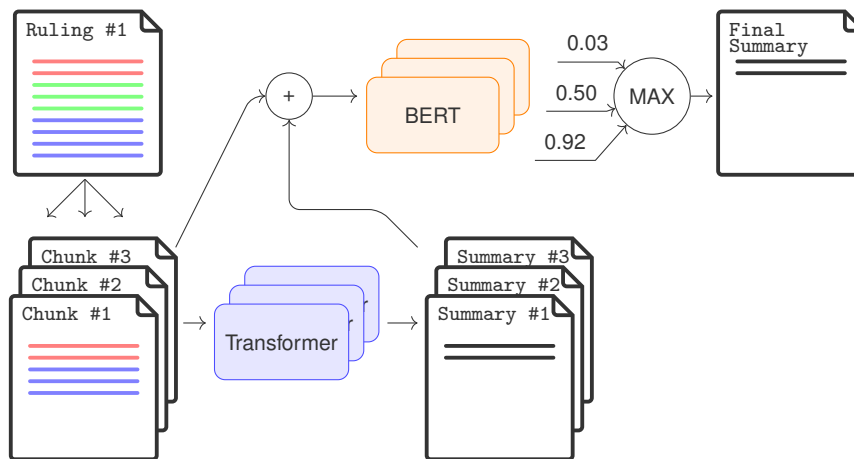 Ruling #1
+
BERT
0.03
0.50
0.92
MAX
Final
Summary
Chunk #3
Chunk #2
Chunk #1
Transformer
Summary #3
Summary #2
Summary #1